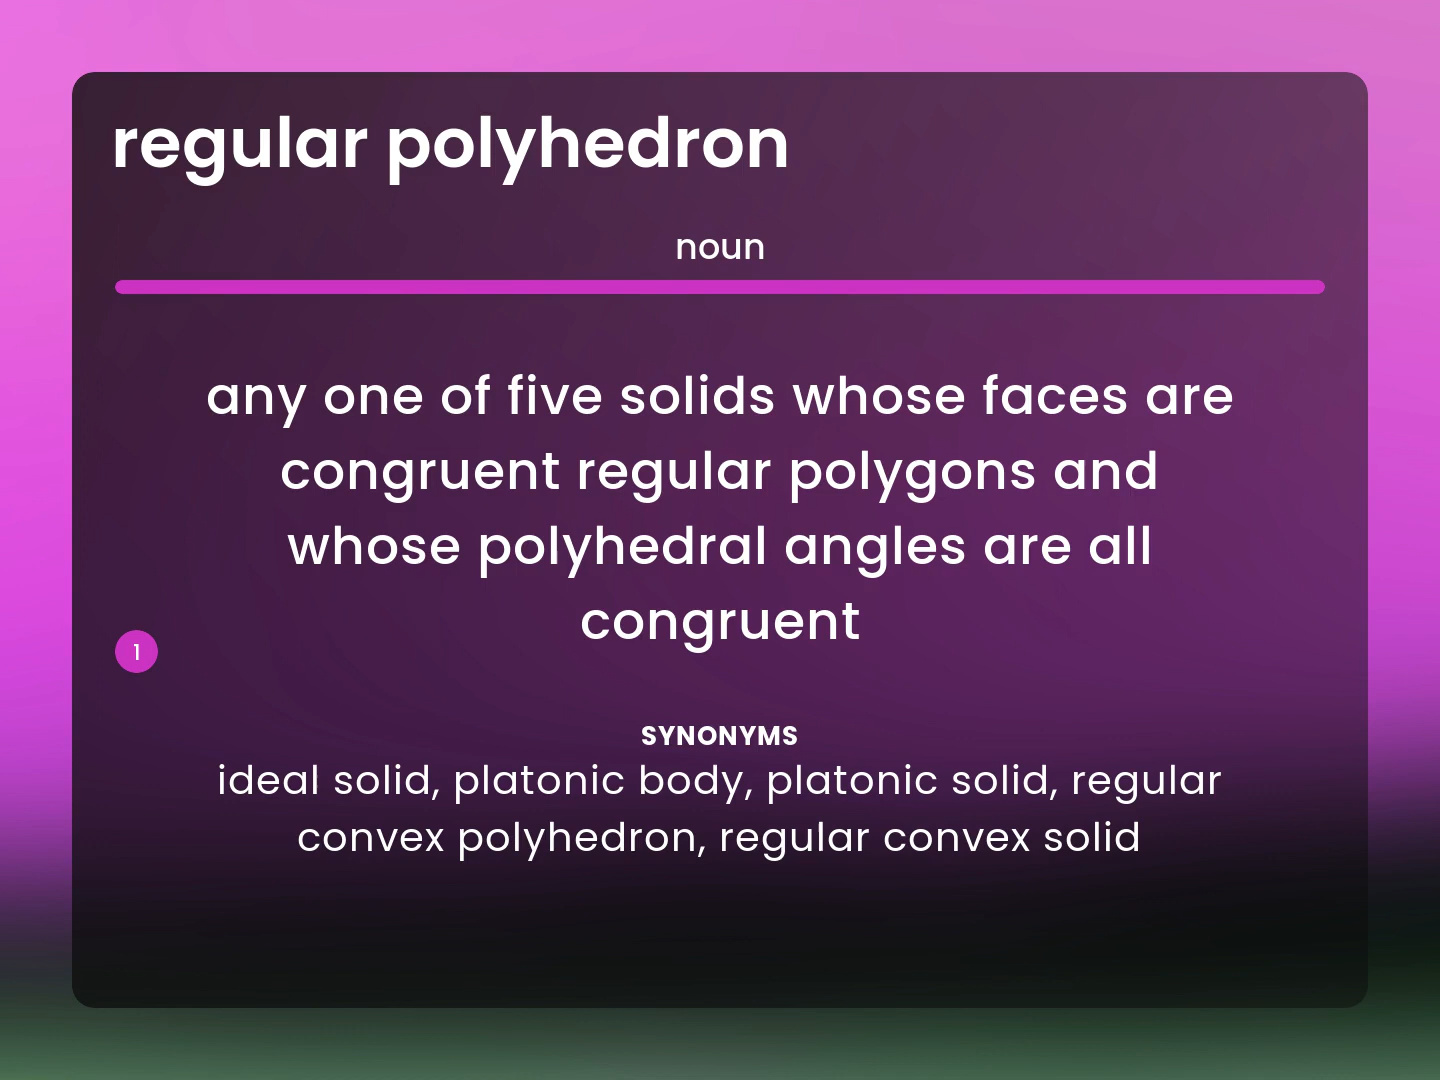 regular polyhedron
noun
any one of five solids whose faces are
congruent regular polygons and
whose polyhedral angles are all
congruent
1
SYNONYMS
ideal solid, platonic body, platonic solid, regular
convex polyhedron, regular convex solid